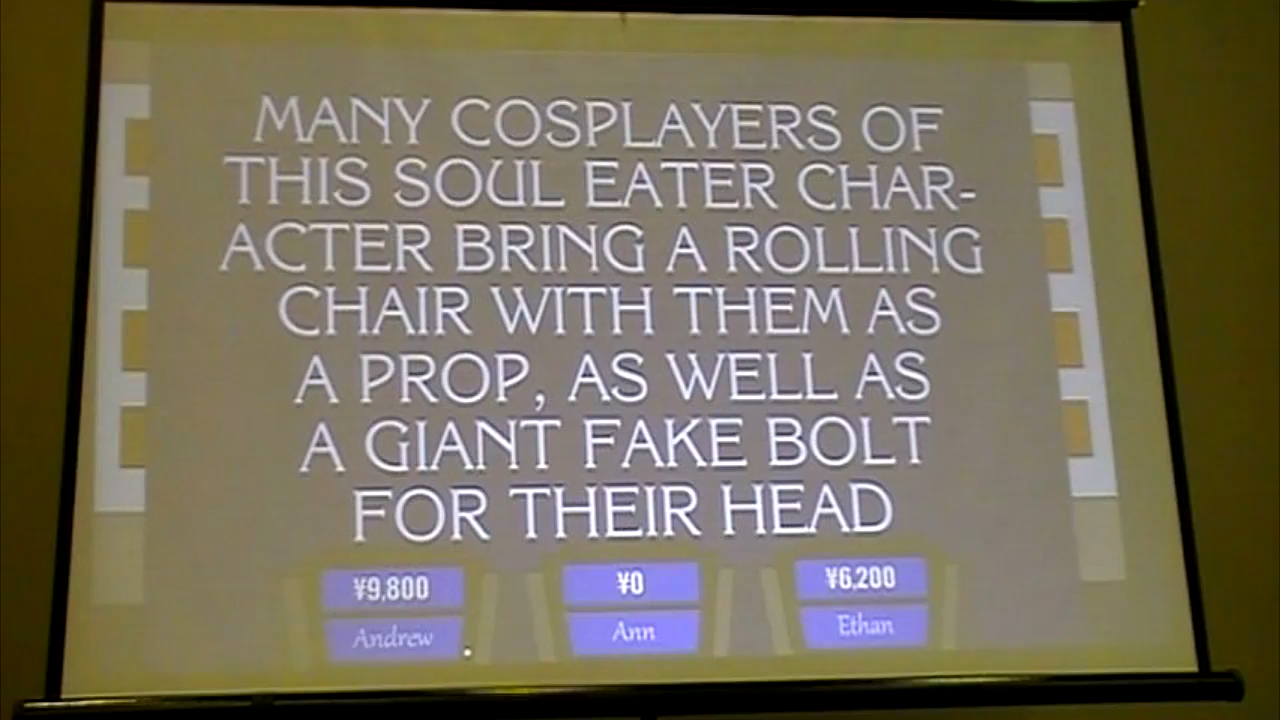 MANY COSPLAYERS OF
THIS SOUL EATER CHAR-
ACTER BRING A ROLLING
CHAIR WITH THEM AS
A PROP, AS WELL AS
A GIANT FAKE BOLT
FOR THEIR HEAD
¥9,800
Andrew
¥0
Ann
¥6,200
Ethan